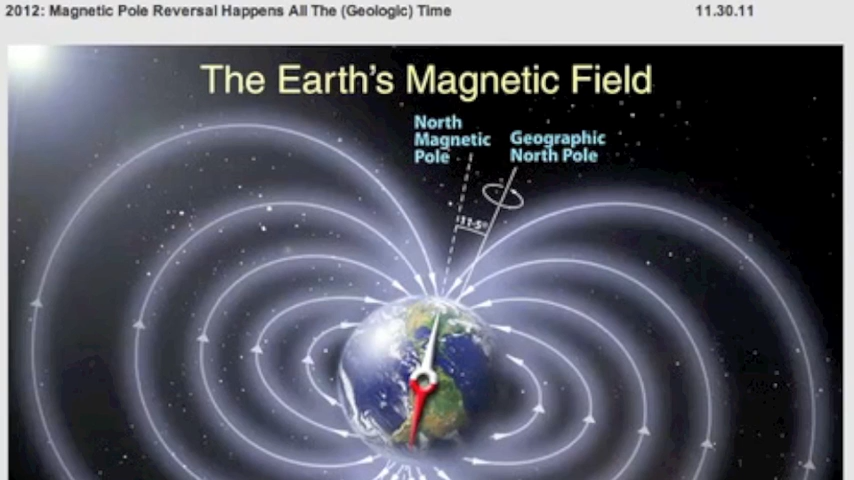 2012: Magnetic Pole Reversal Happens All The (Geologic) Time 11.30.11
The Earth's Magnetic Field
North
Magnetic
Pole
Geographic
North Pole
11.5°